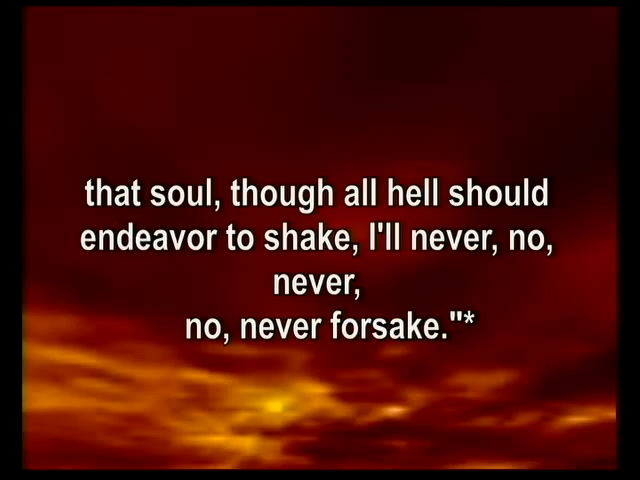 that soul, though all hell should
endeavor to shake, I'll never, no,
never,
no, never forsake."*